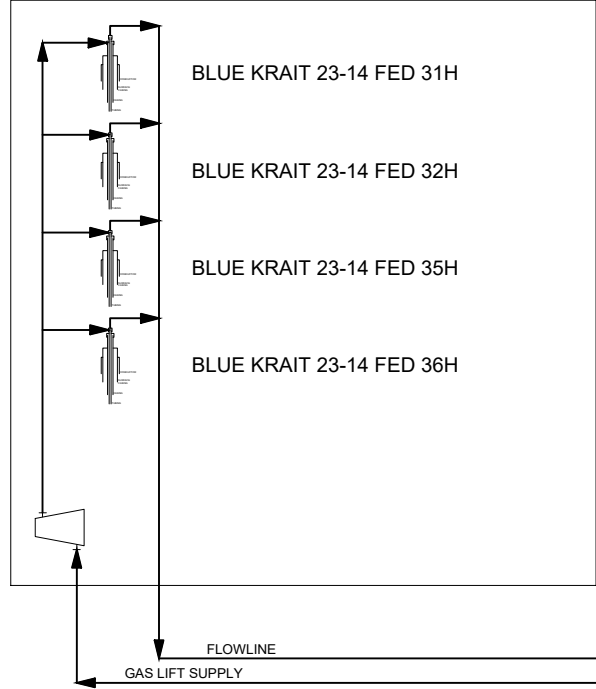 BLUE KRAIT 23-14 FED 31H
BLUE KRAIT 23-14 FED 32H
BLUE KRAIT 23-14 FED 35H
BLUE KRAIT 23-14 FED 36H
FLOWLINE
GAS LIFT SUPPLY